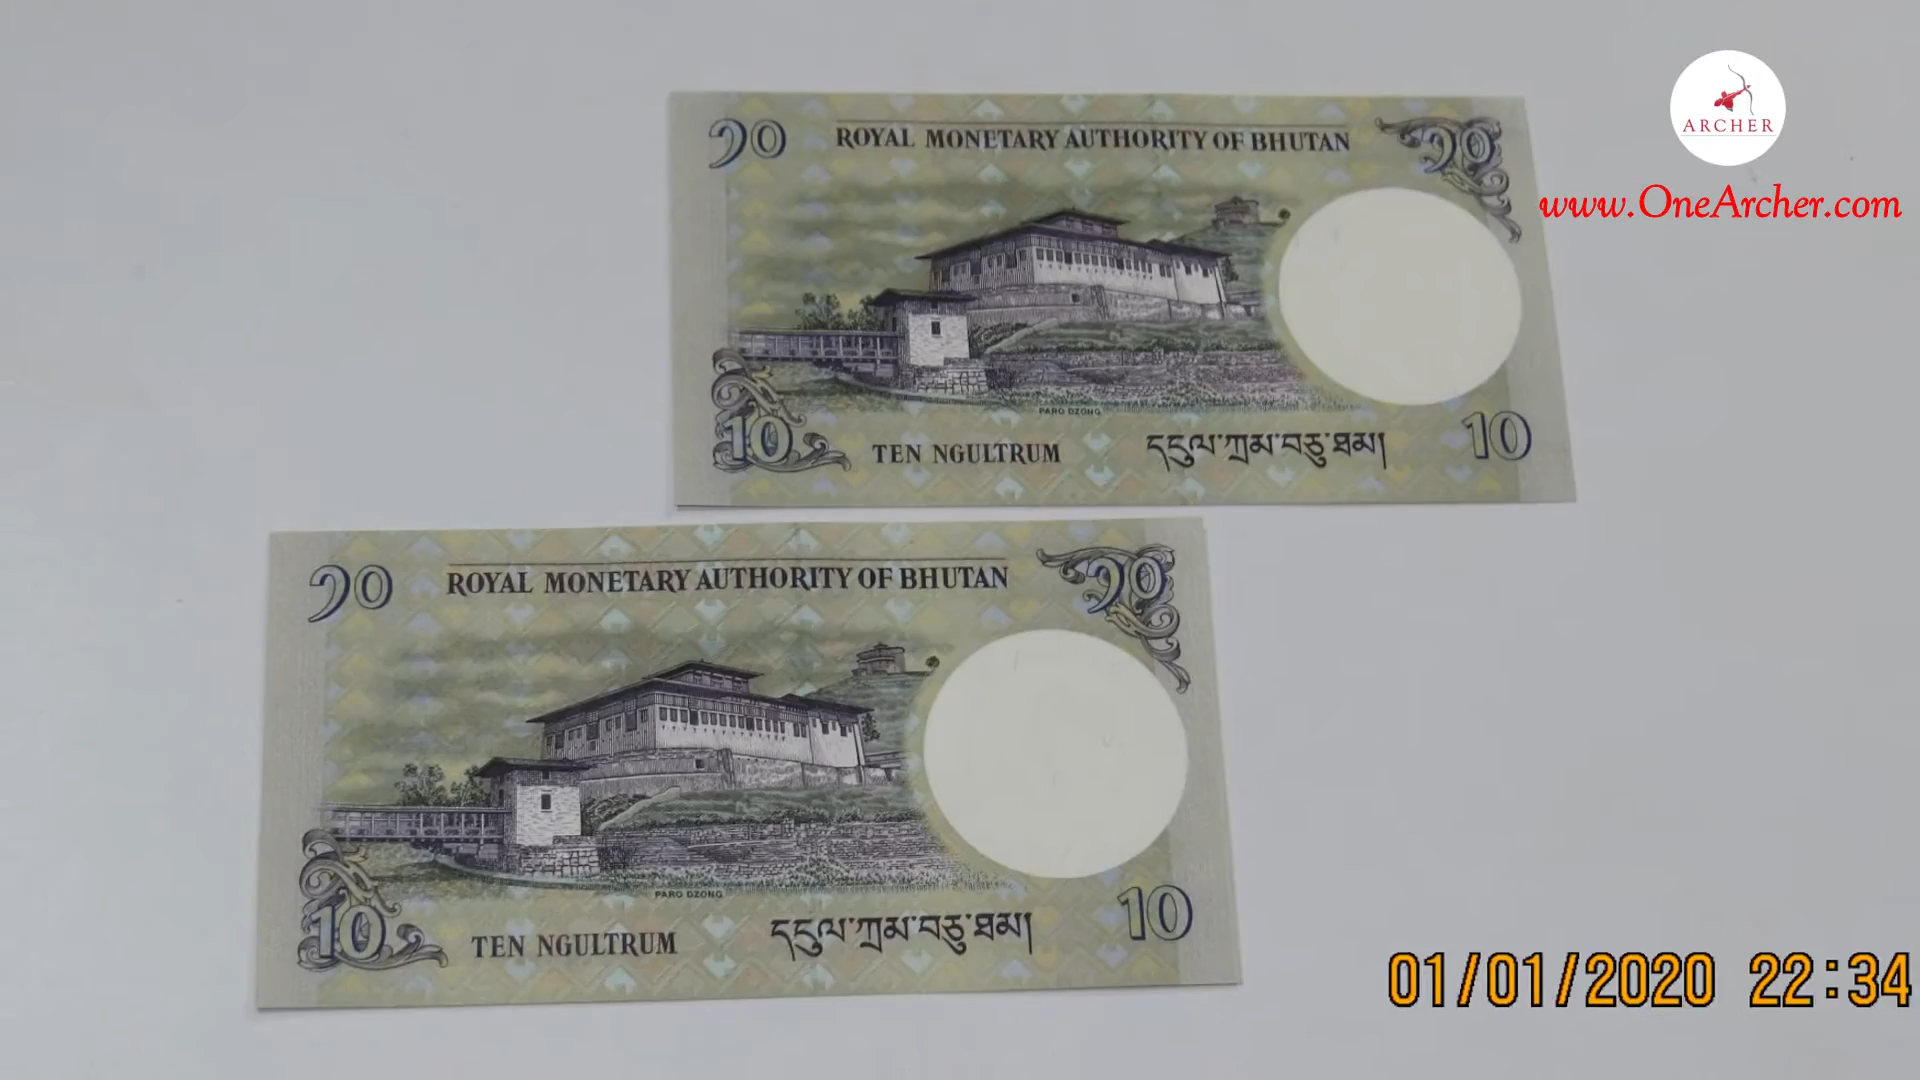 ARCHER
www.OneArcher.com
༡༠
ROYAL MONETARY AUTHORITY OF BHUTAN
༡༠
PARO DZONG
10
TEN NGULTRUM
དངུལ་ཀྲམ་བཅུ་ཐམ།
10
༡༠
ROYAL MONETARY AUTHORITY OF BHUTAN
༡༠
PARO DZONG
10
TEN NGULTRUM
དངུལ་ཀྲམ་བཅུ་ཐམ།
10
01/01/2020 22:34